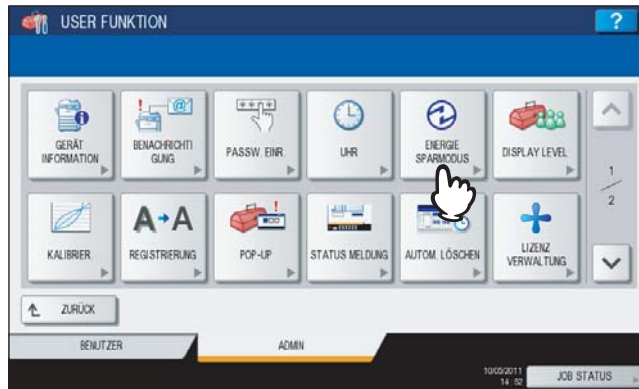 USER FUNKTION
?
GERÄT
INFORMATION
BENACHRICHTI
GUNG
PASSW. EINR.
UHR
ENERGIE
SPARMODUS
DISPLAY LEVEL
1
2
KALIBRIER.
A→A
REGISTRIERUNG
POP-UP
STATUS MELDUNG
AUTOM. LÖSCHEN
LIZENZ
VERWALTUNG
ZURÜCK
BENUTZER
ADMIN
10/03/2011
14:52
JOB STATUS